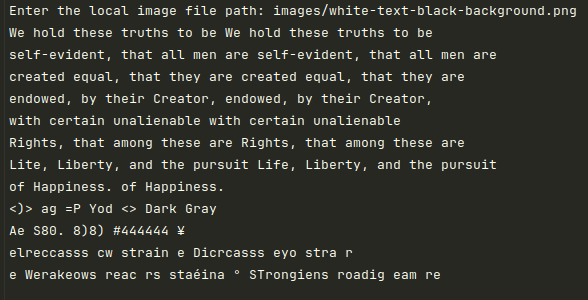 Enter the local image file path: images/white-text-black-background.png
We hold these truths to be We hold these truths to be
self-evident, that all men are self-evident, that all men are
created equal, that they are created equal, that they are
endowed, by their Creator, endowed, by their Creator,
with certain unalienable with certain unalienable
Rights, that among these are Rights, that among these are
Lite, Liberty, and the pursuit Life, Liberty, and the pursuit
of Happiness. of Happiness.
<)> ag =P Yod <> Dark Gray
Ae S80. 8)8) #444444 ¥
elreccasss cw strain e Dicrcasss eyo stra r
e Werakeows reac rs staéina ° STrongiens roadig eam re